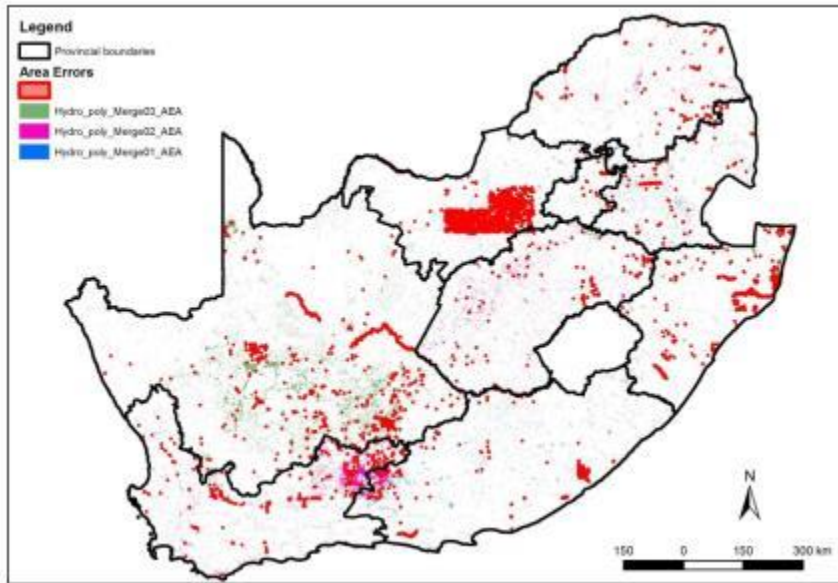 Legend
Provincial boundaries
Area Errors
Hydro_poly_Merge03_AEA
Hydro_poly_Merge02_AEA
Hydro_poly_Merge01_AEA
N
150 0 150 300 km